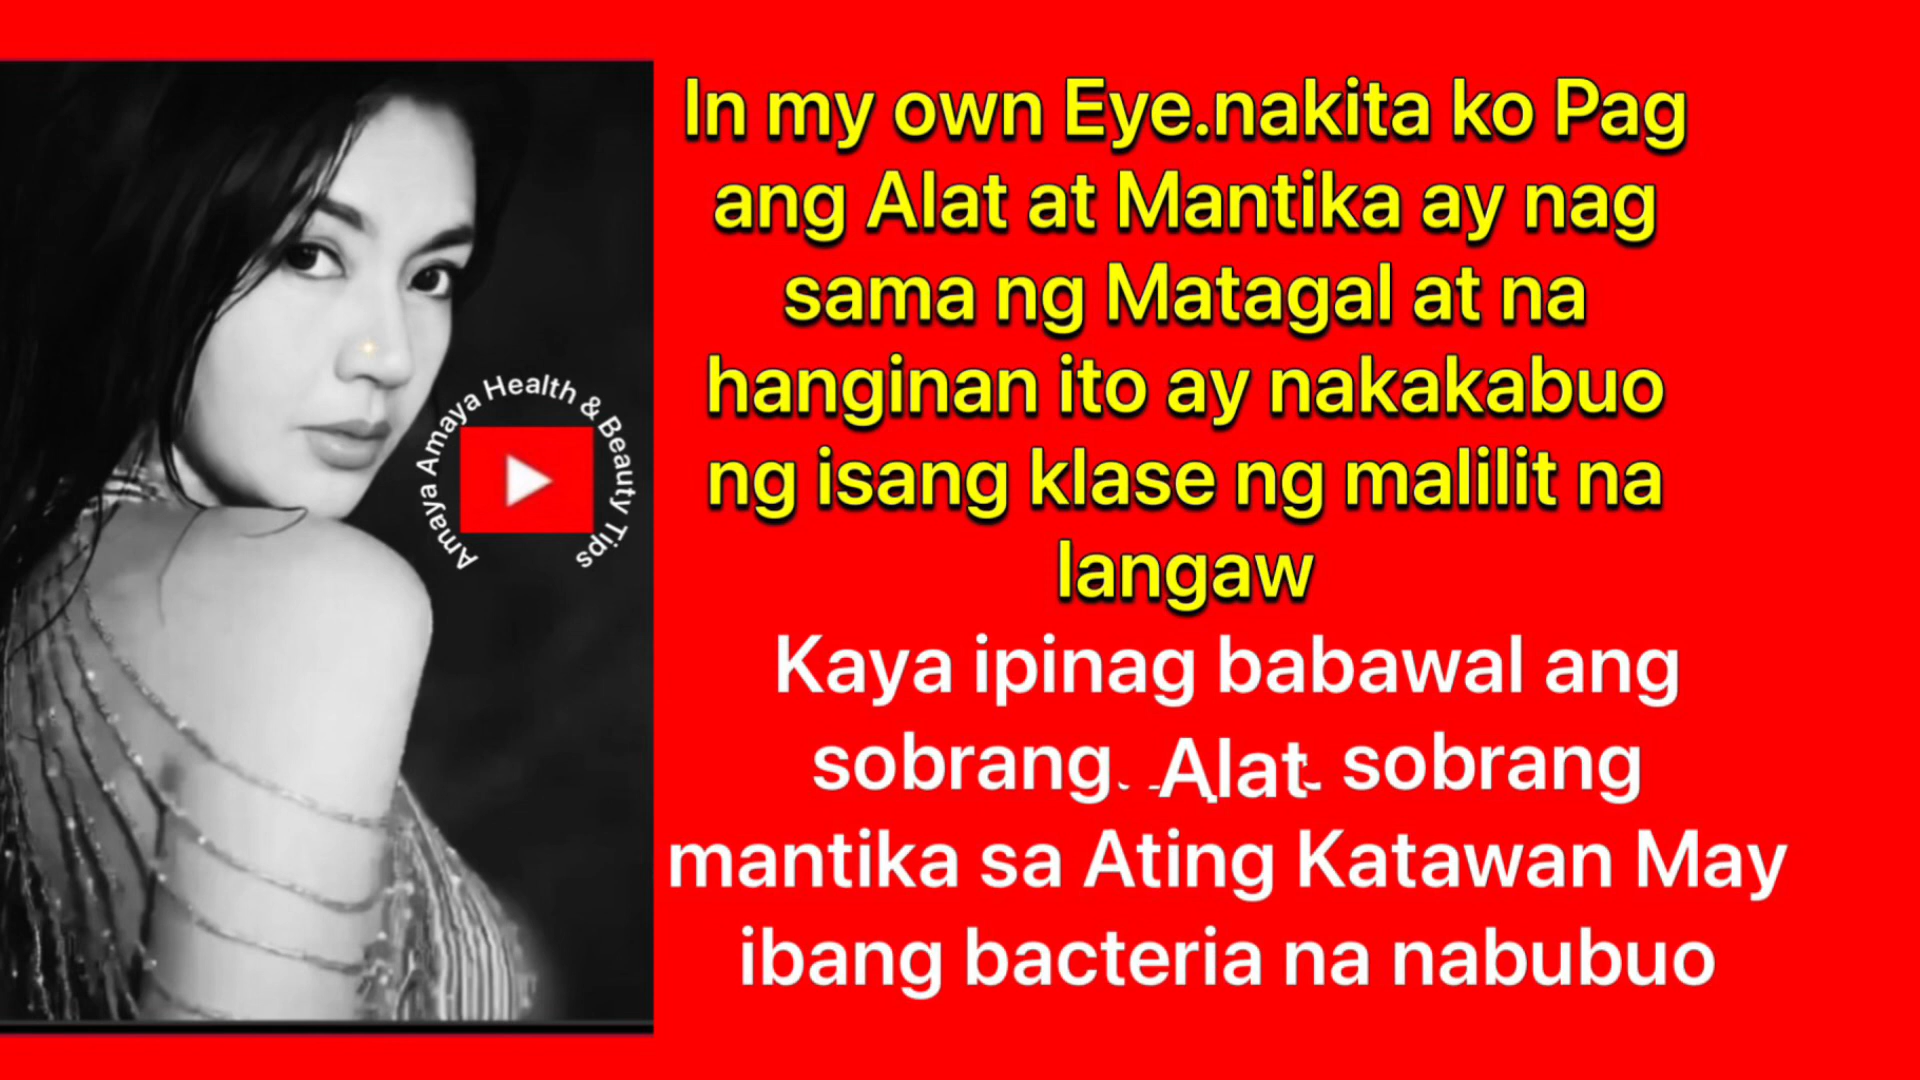 Amaya Amaya Health & Beauty Tips
In my own Eye.nakita ko Pag
ang Alat at Mantika ay nag
sama ng Matagal at na
hanginan ito ay nakakabuo
ng isang klase ng malilit na
langaw
Kaya ipinag babawal ang
sobrang Alat sobrang
mantika sa Ating Katawan May
ibang bacteria na nabubuo